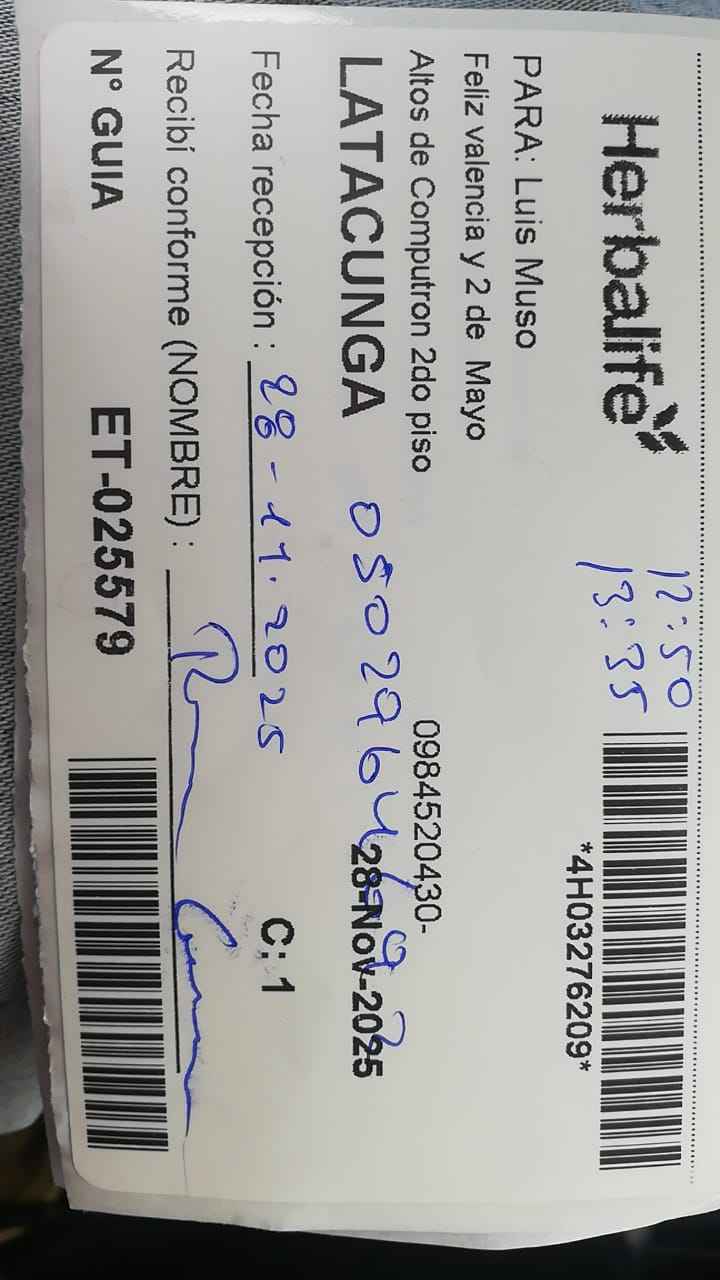 Herbalife
12:50
13:35
*4H03276209*
PARA: Luis Muso
Feliz valencia y 2 de Mayo
Altos de Computron 2do piso
0984520430-
LATACUNGA
28-Nov-2025
Fecha recepción : 28-11.2025
C: 1
Recibí conforme (NOMBRE) :
N° GUIA ET-025579